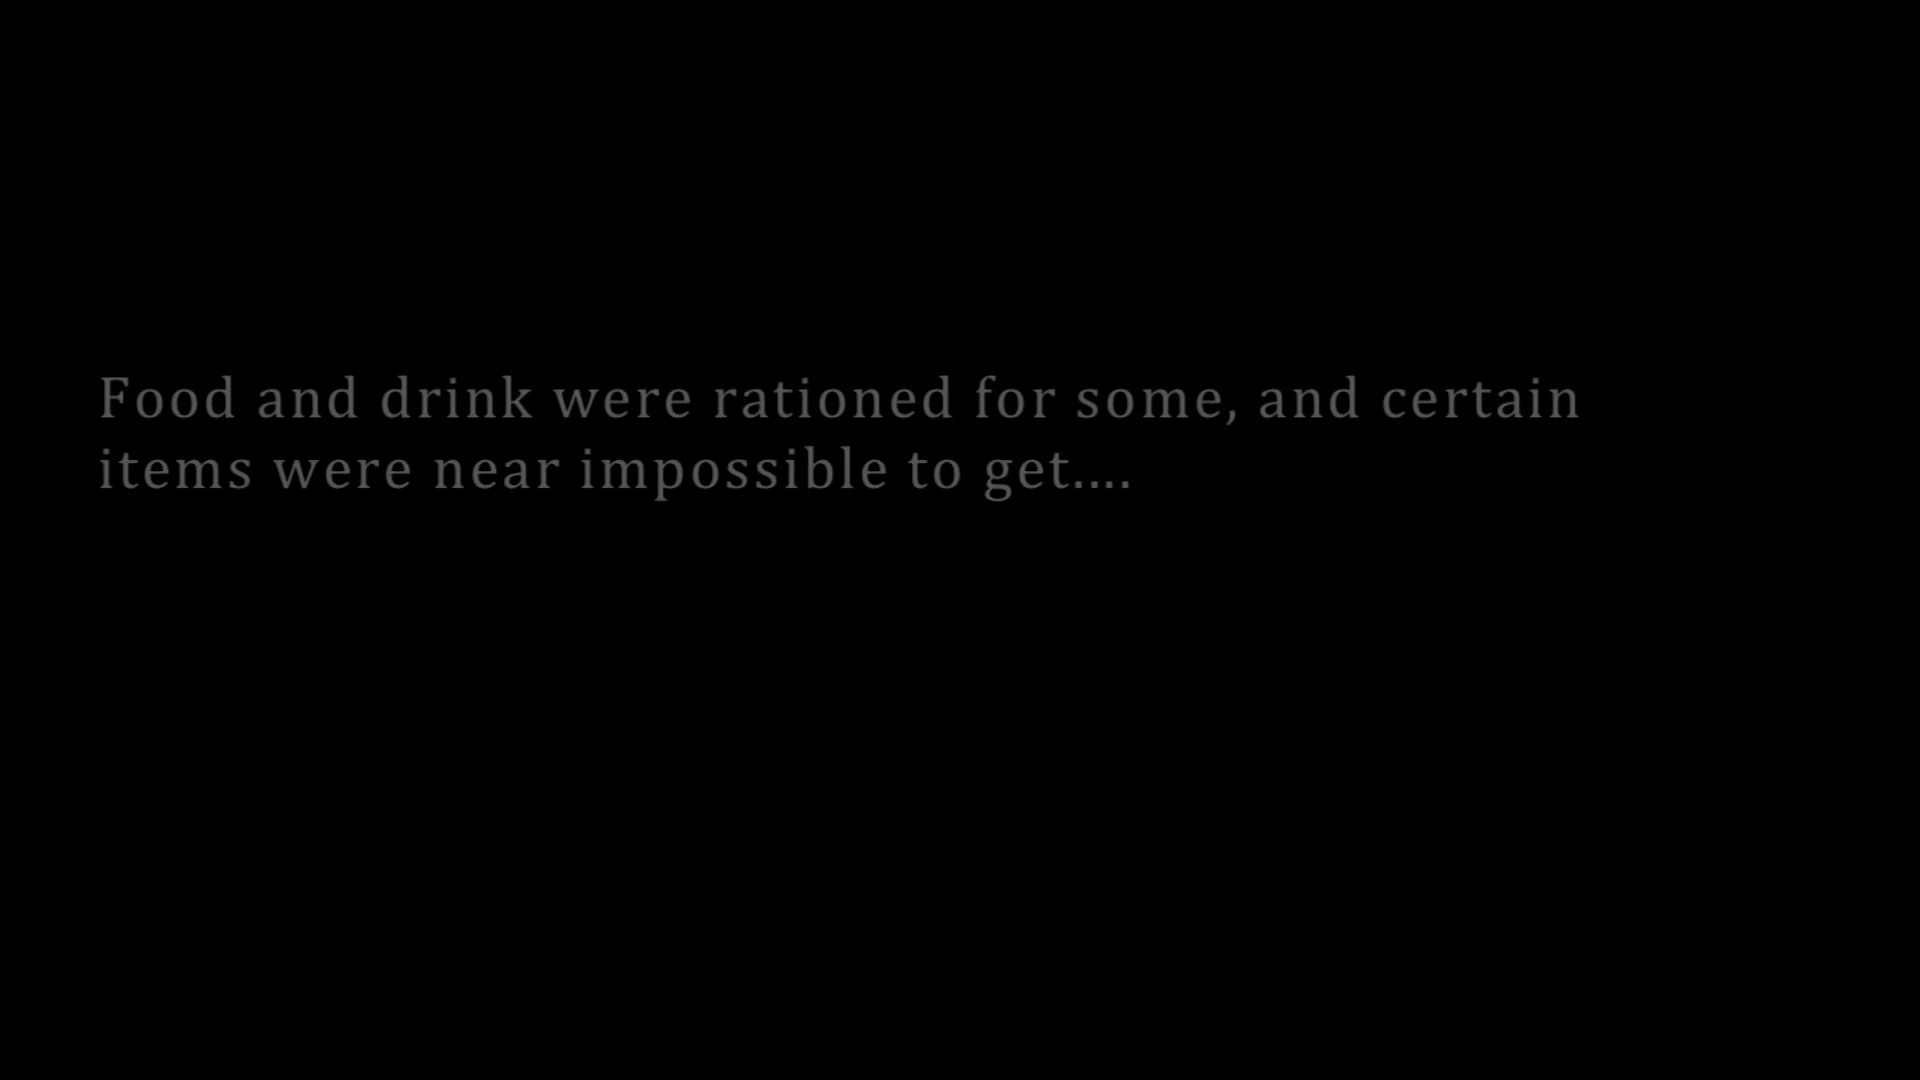 Food and drink were rationed for some, and certain
items were near impossible to get....